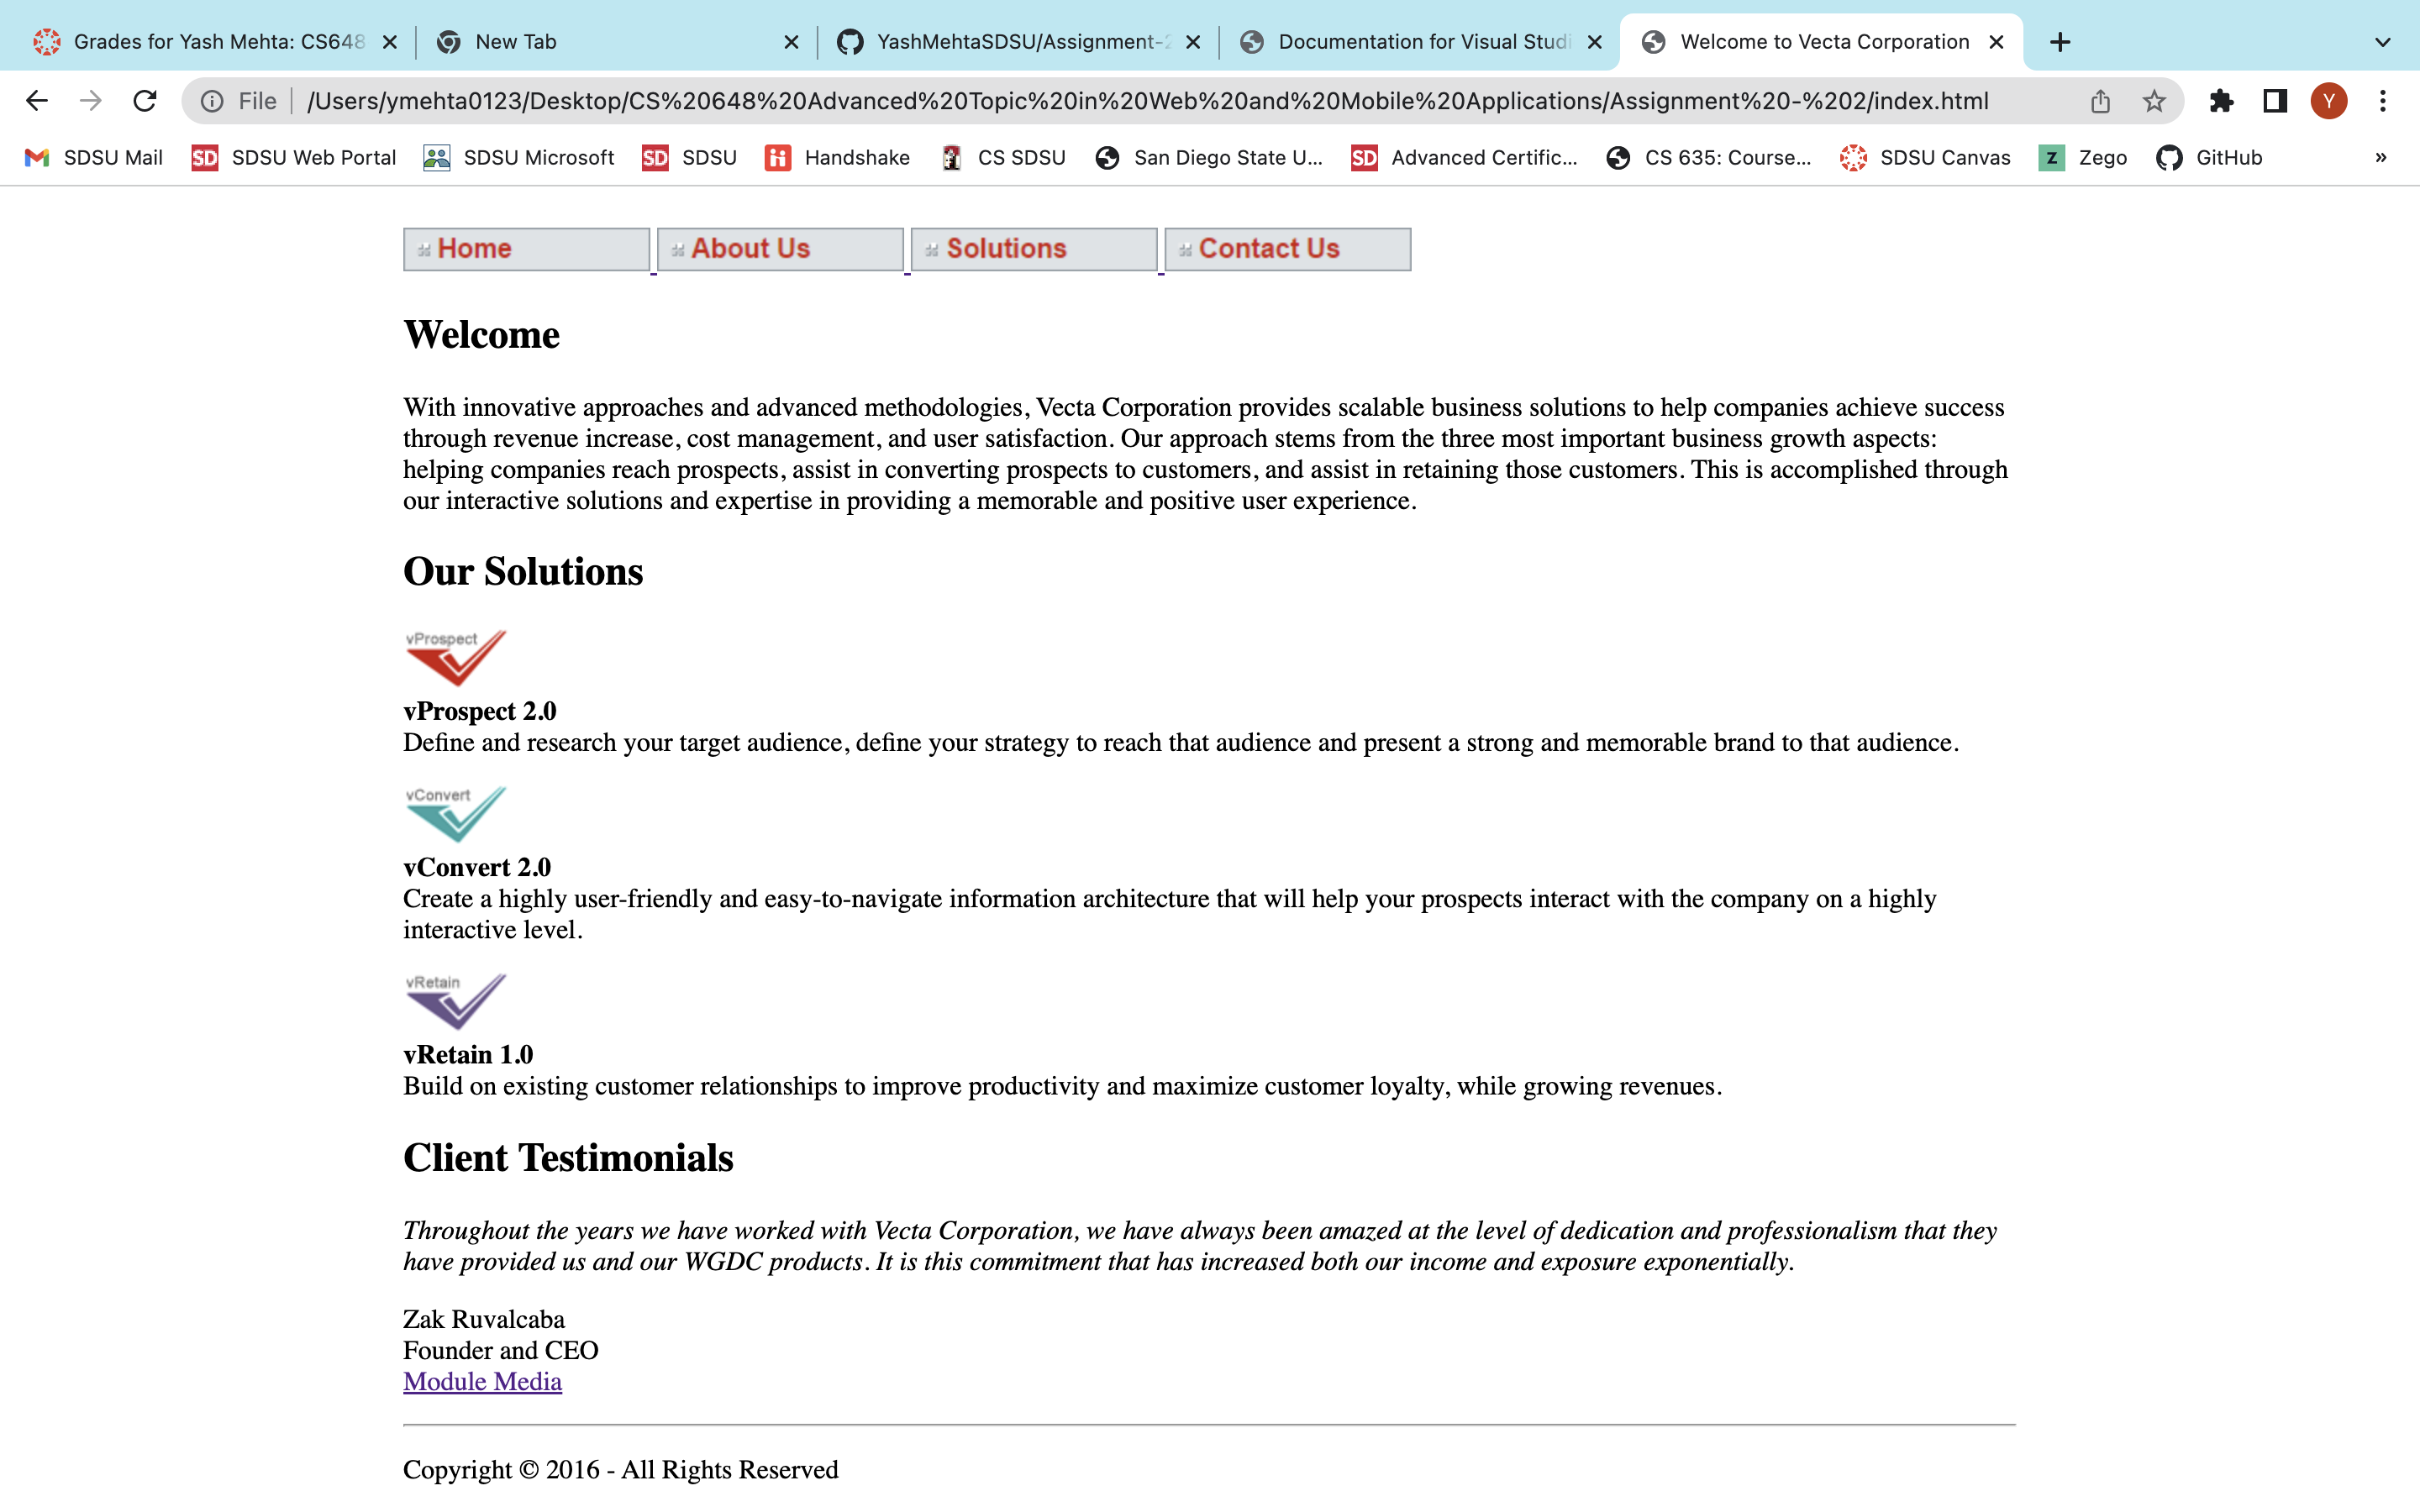 Grades for Yash Mehta: CS648
New Tab
YashMehtaSDSU/Assignment-2
Documentation for Visual Studi
Welcome to Vecta Corporation
File
/Users/ymehta0123/Desktop/CS%20648%20Advanced%20Topic%20in%20Web%20and%20Mobile%20Applications/Assignment%20-%202/index.html
Y
SDSU Mail
SD SDSU Web Portal
SDSU Microsoft
SD SDSU
Handshake
CS SDSU
San Diego State U...
SD Advanced Certific...
CS 635: Course...
SDSU Canvas
Z Zego
GitHub
»
Home
About Us
Solutions
Contact Us
Welcome
With innovative approaches and advanced methodologies, Vecta Corporation provides scalable business solutions to help companies achieve success
through revenue increase, cost management, and user satisfaction. Our approach stems from the three most important business growth aspects:
helping companies reach prospects, assist in converting prospects to customers, and assist in retaining those customers. This is accomplished through
our interactive solutions and expertise in providing a memorable and positive user experience.
Our Solutions
vProspect
vProspect 2.0
Define and research your target audience, define your strategy to reach that audience and present a strong and memorable brand to that audience.
vConvert
vConvert 2.0
Create a highly user-friendly and easy-to-navigate information architecture that will help your prospects interact with the company on a highly
interactive level.
vRetain
vRetain 1.0
Build on existing customer relationships to improve productivity and maximize customer loyalty, while growing revenues.
Client Testimonials
Throughout the years we have worked with Vecta Corporation, we have always been amazed at the level of dedication and professionalism that they
have provided us and our WGDC products. It is this commitment that has increased both our income and exposure exponentially.
Zak Ruvalcaba
Founder and CEO
Module Media
Copyright © 2016 - All Rights Reserved